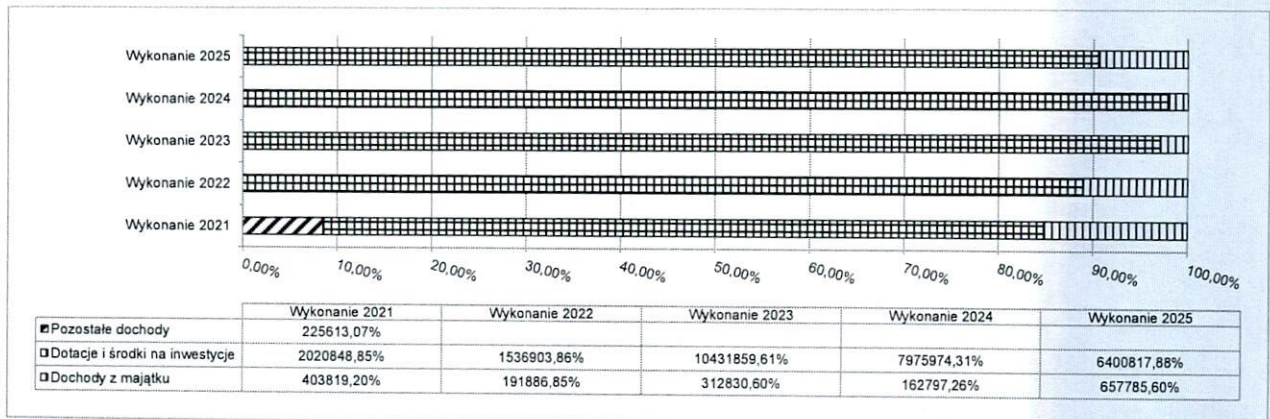 Wykonanie 2025
Wykonanie 2024
Wykonanie 2023
Wykonanie 2022
Wykonanie 2021
0,00% 10,00% 20,00% 30,00% 40,00% 50,00% 60,00% 70,00% 80,00% 90,00% 100,00%
Wykonanie 2021 Wykonanie 2022 Wykonanie 2023 Wykonanie 2024 Wykonanie 2025
Pozostałe dochody 225613,07%
Dotacje i środki na inwestycje 2020848,85% 1536903,86% 10431859,61% 7975974,31% 6400817,88%
Dochody z majątku 403819,20% 191886,85% 312830,60% 162797,26% 657785,60%